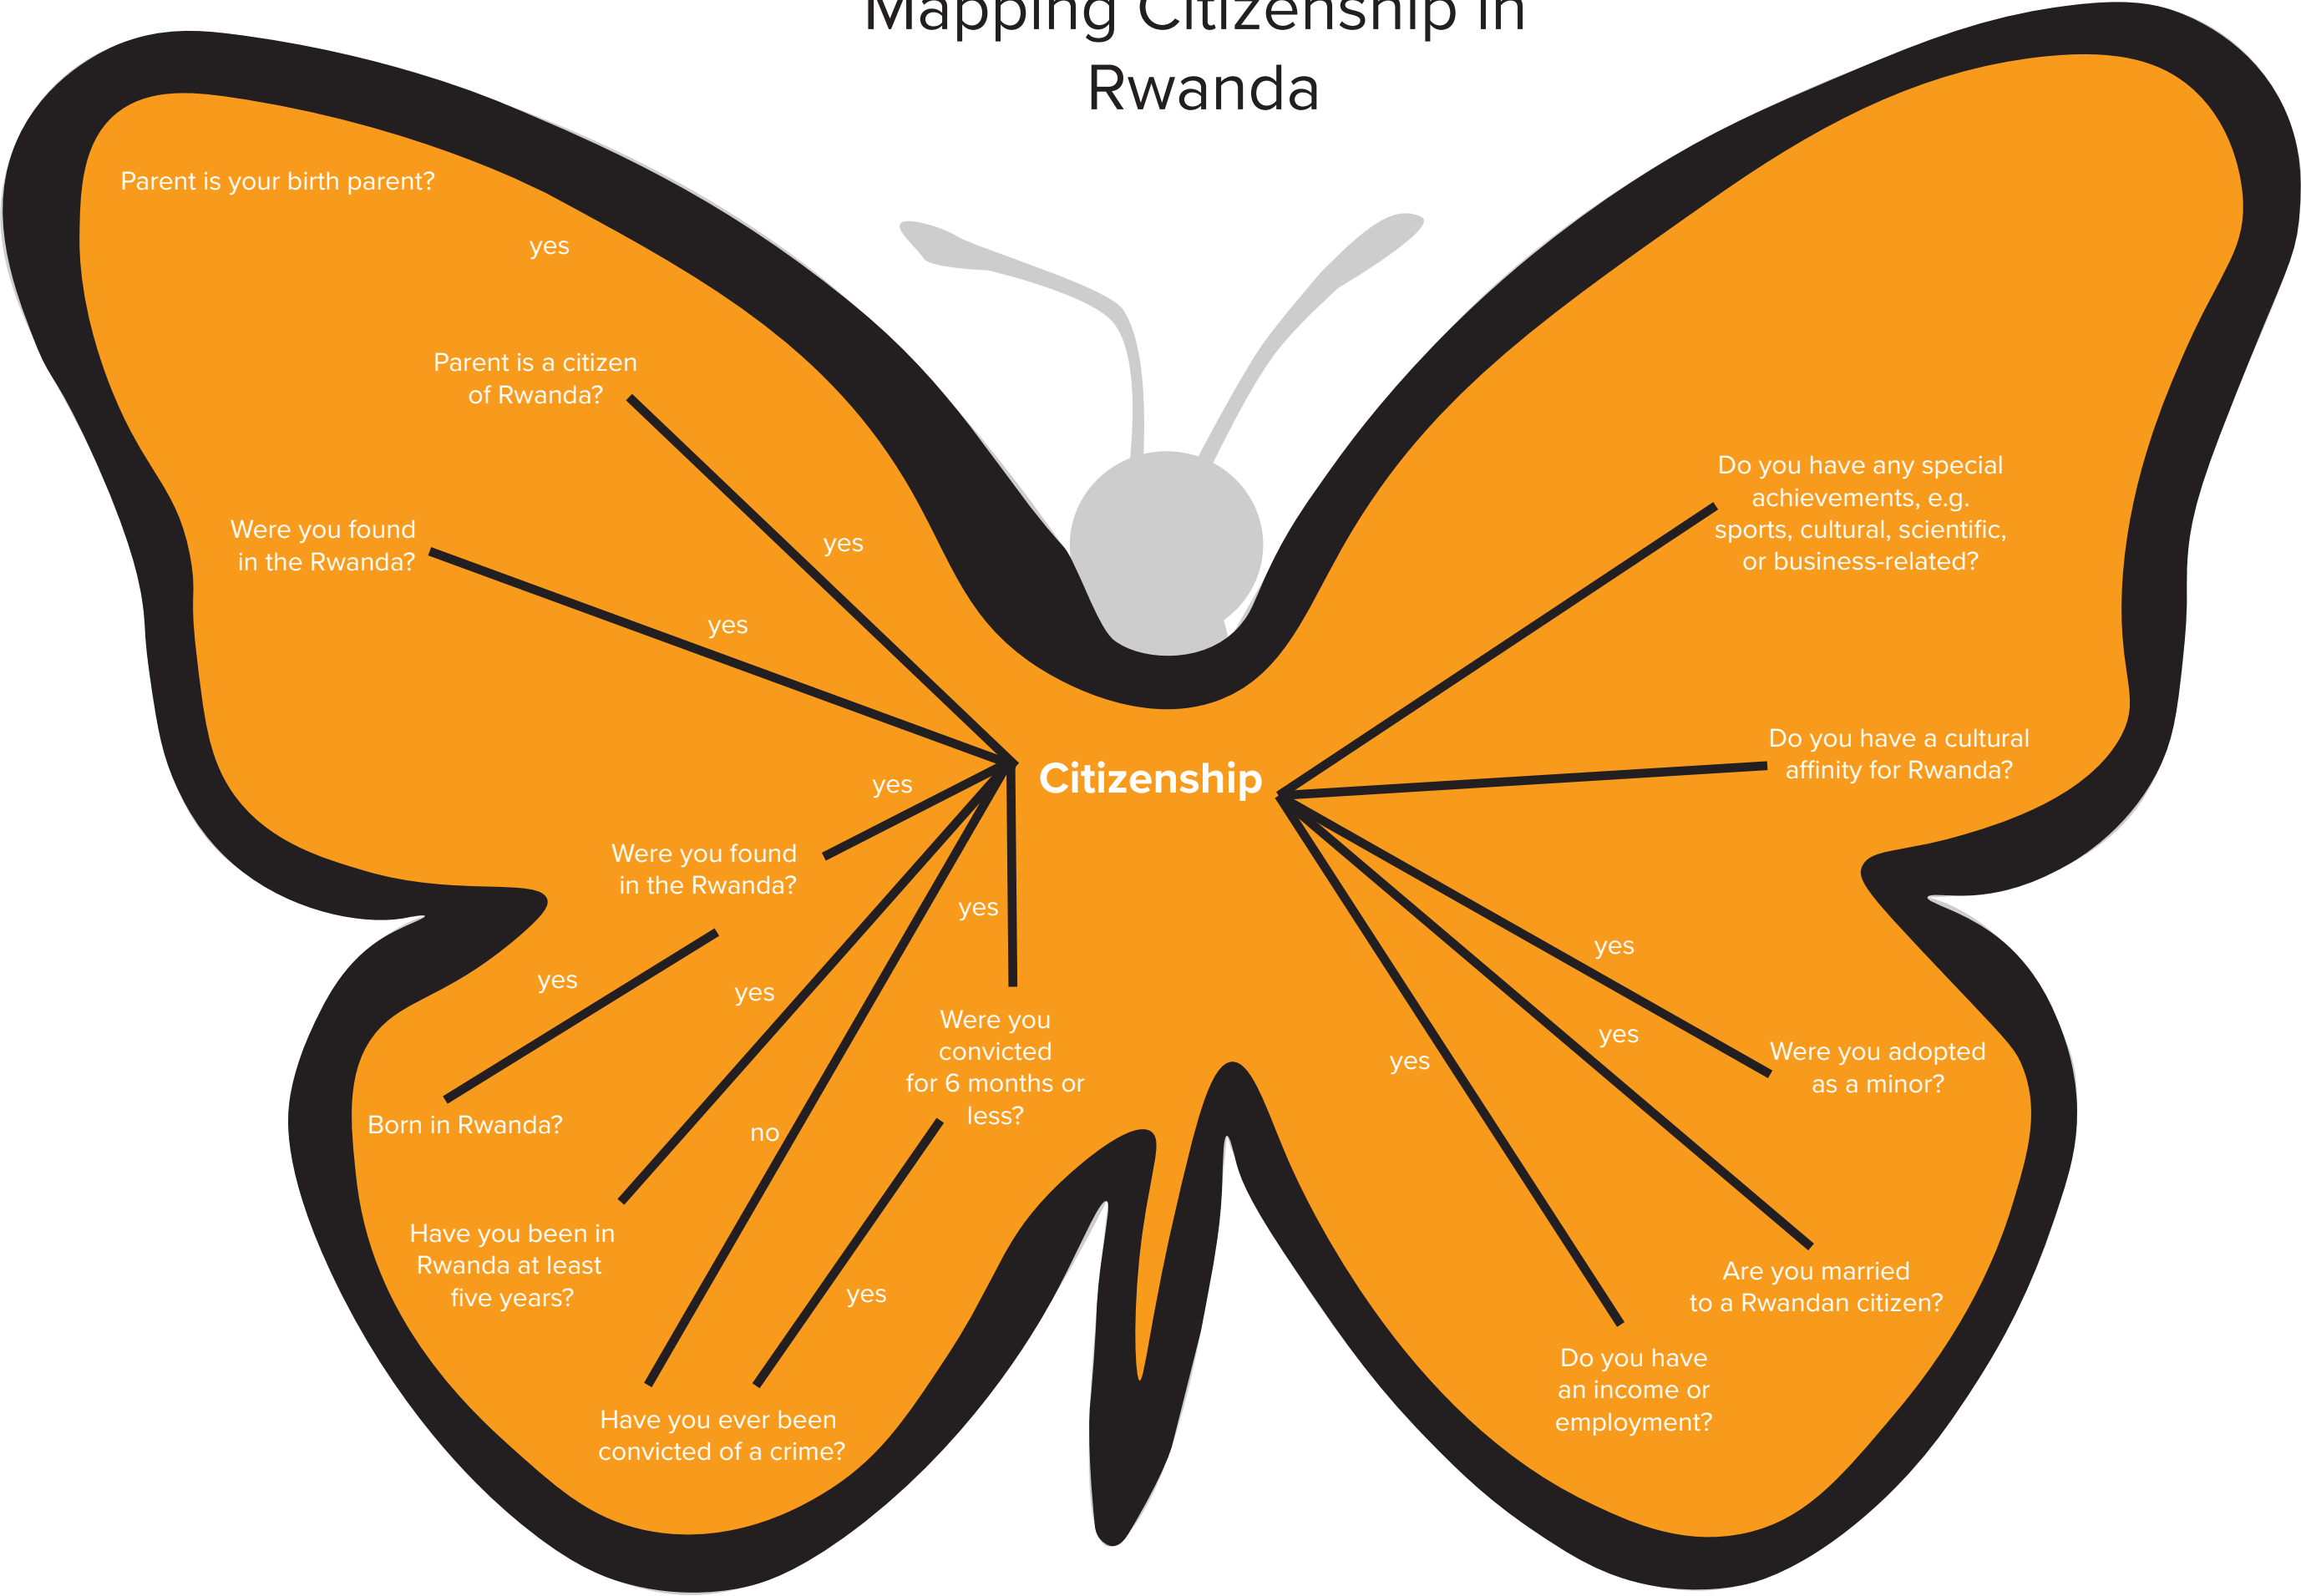 Mapping Citizenship in
Rwanda
Parent is your birth parent?
yes
Parent is a citizen
of Rwanda?
Were you found
in the Rwanda?
yes
yes
Do you have any special
achievements, e.g.
sports, cultural, scientific,
or business-related?
Citizenship
Do you have a cultural
affinity for Rwanda?
yes
Were you found
in the Rwanda?
yes
yes
yes
Born in Rwanda?
Were you
convicted
for 6 months or
less?
no
Have you been in
Rwanda at least
five years?
yes
Have you ever been
convicted of a crime?
yes
yes
yes
Were you adopted
as a minor?
Are you married
to a Rwandan citizen?
Do you have
an income or
employment?